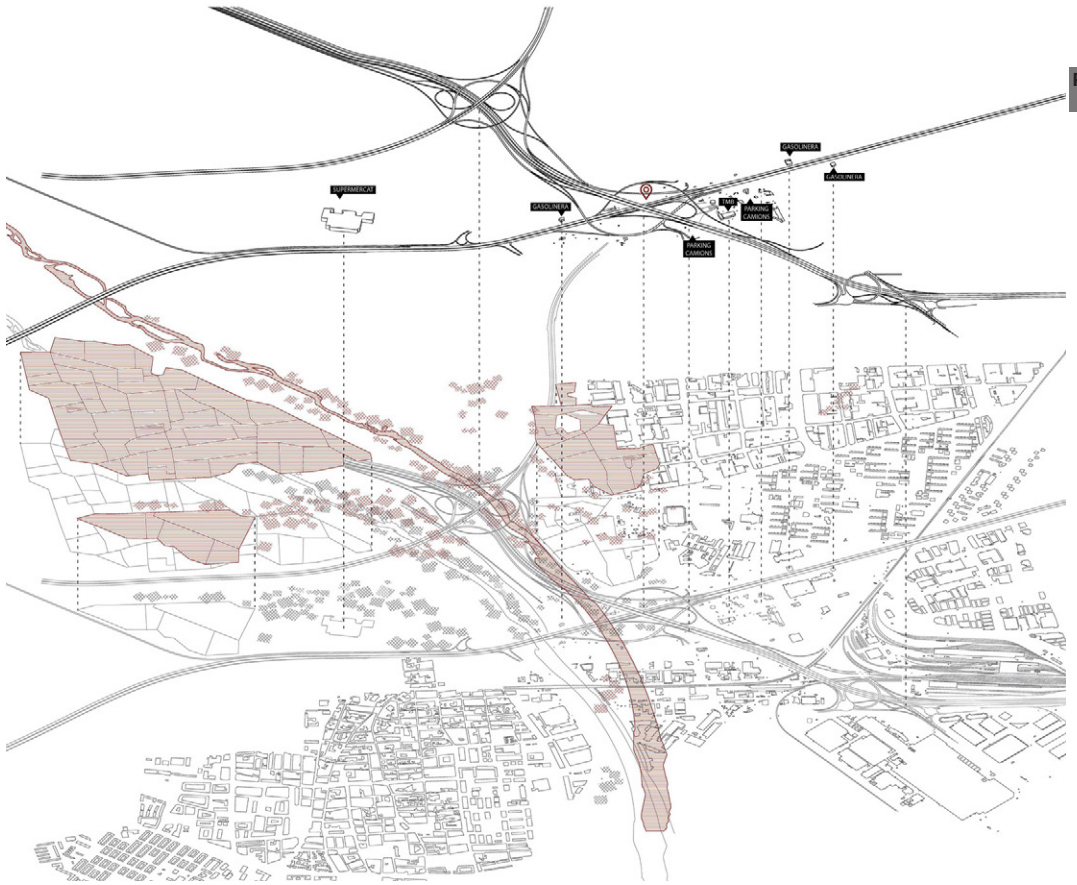 GASOLINERA
GASOLINERA
SUPERMERCAT
GASOLINERA
TMB
PARKING
CAMIONS
PARKING
CAMIONS